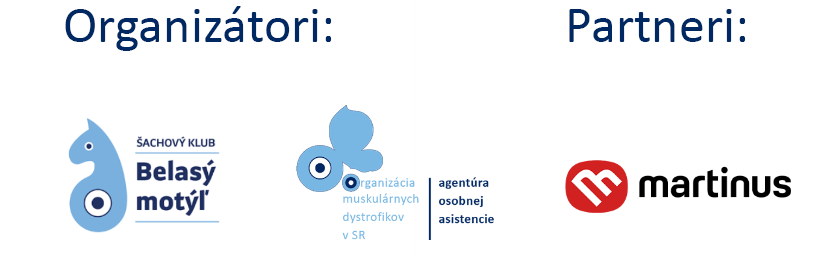 Organizátori:
Partneri:
ŠACHOVÝ KLUB
Belasý
motýľ
organizácia
muskulárnych
dystrofikov
v SR
agentúra
osobnej
asistencie
martinus